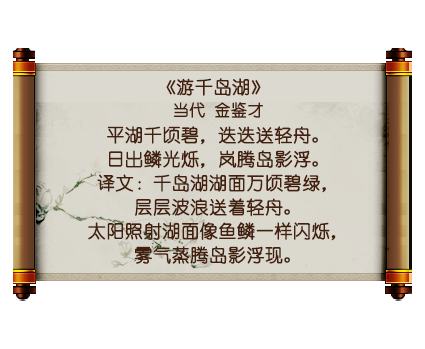 《游千岛湖》
当代 金鉴才
平湖千顷碧，迭迭送轻舟。
日出鳞光烁，岚腾岛影浮。
译文：千岛湖湖面万顷碧绿，
层层波浪送着轻舟。
太阳照射湖面像鱼鳞一样闪烁，
雾气蒸腾岛影浮现。